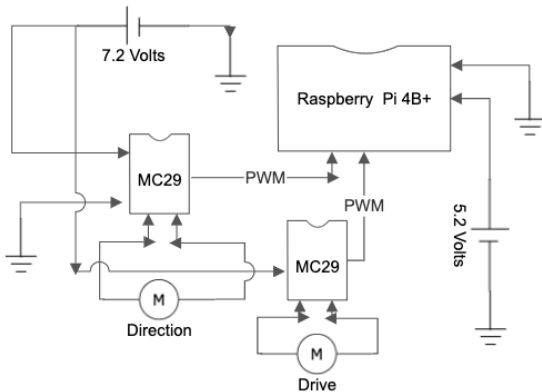 7.2 Volts
Raspberry Pi 4B+
MC29
PWM
PWM
5.2 Volts
MC29
M
Direction
M
Drive